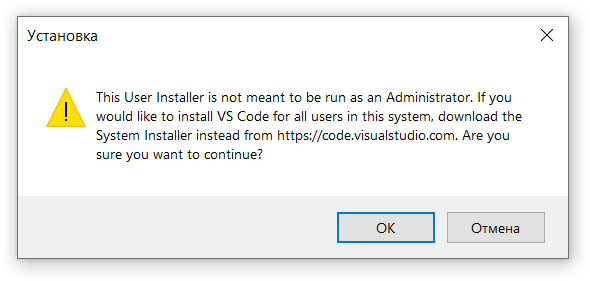 Установка
This User Installer is not meant to be run as an Administrator. If you
would like to install VS Code for all users in this system, download the
System Installer instead from https://code.visualstudio.com. Are you
sure you want to continue?
ОК
Отмена